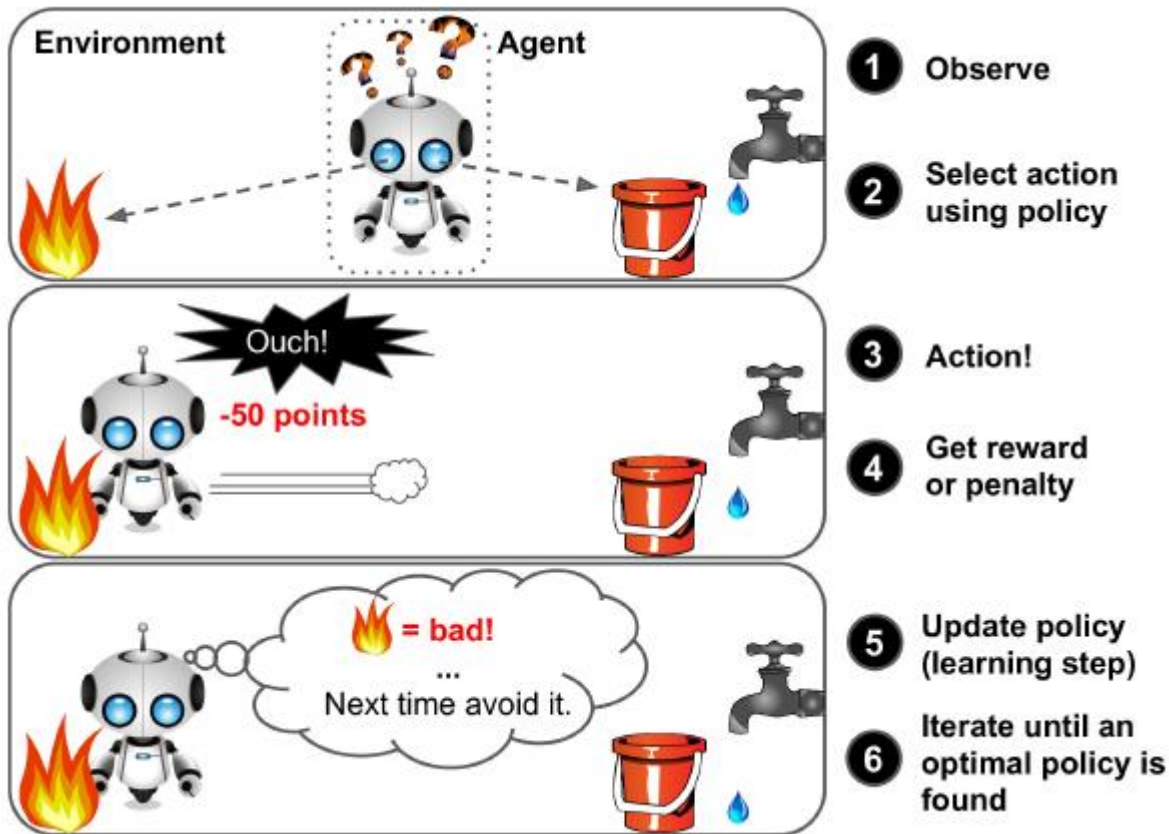 Environment
Agent
1 Observe
2 Select action
using policy
Ouch!
-50 points
3 Action!
4 Get reward
or penalty
= bad!
...
Next time avoid it.
5 Update policy
(learning step)
6 Iterate until an
optimal policy is
found